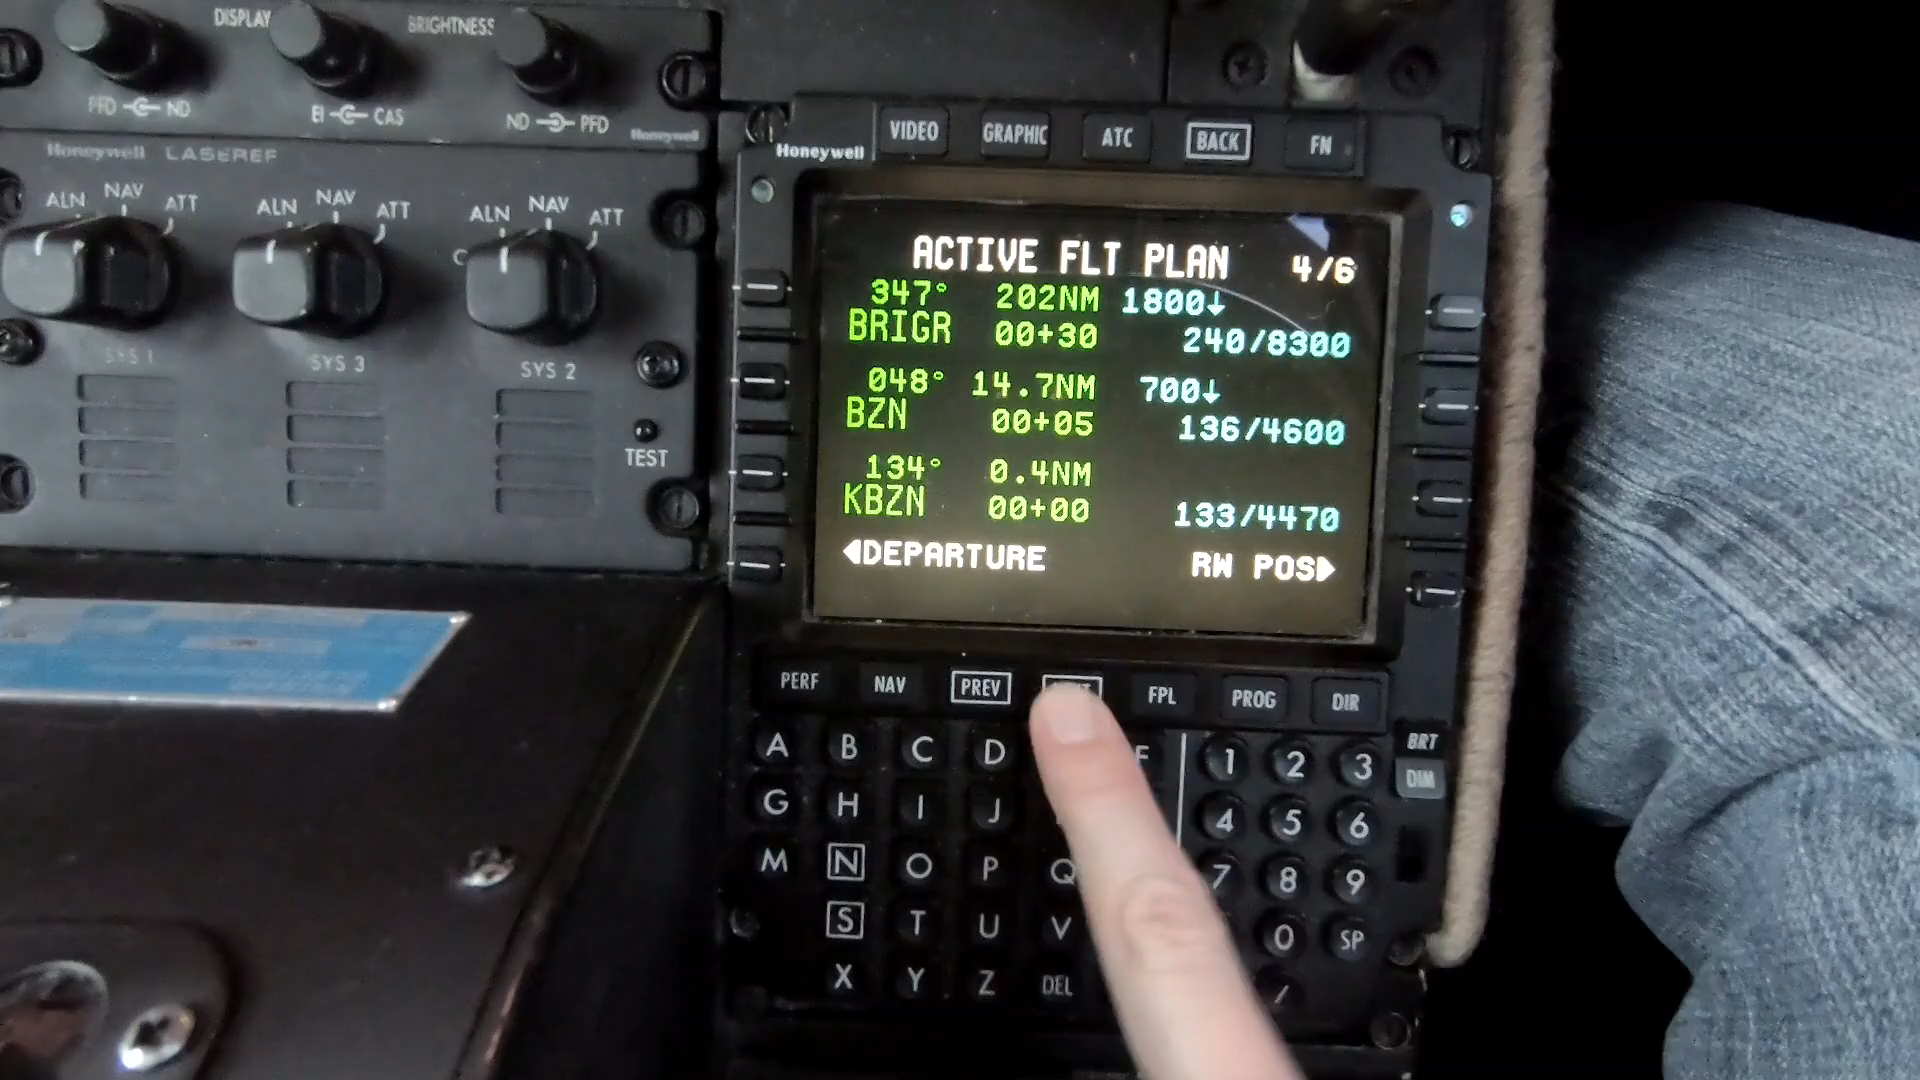 DISPLAY BRIGHTNESS
PFD ND
EI CAS
ND PFD
Honeywell
Honeywell LASEREF
ALN NAV ATT
ALN NAV ATT
ALN NAV ATT
SYS 1
SYS 3
SYS 2
TEST
VIDEO GRAPHIC ATC BACK FN
Honeywell
ACTIVE FLT PLAN 4/6
347° 202NM 1800↓
BRIGR 00+30 240/8300
048° 14.7NM 700↓
BZN 00+05 136/4600
134° 0.4NM
KBZN 00+00 133/4470
◀DEPARTURE RW POS▶
PERF NAV PREV FPL PROG DIR
BRT
DIM
A B C D F 1 2 3
G H I J 4 5 6
M N O P Q 7 8 9
S T U V 0 SP
X Y Z DEL /